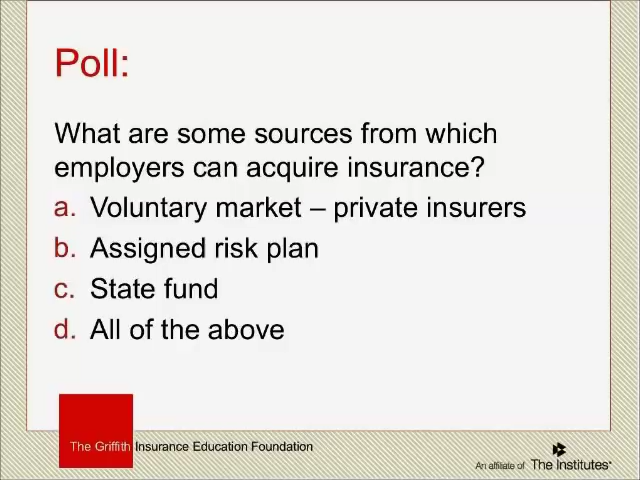 Poll:
What are some sources from which
employers can acquire insurance?
a. Voluntary market – private insurers
b. Assigned risk plan
c. State fund
d. All of the above
The Griffith Insurance Education Foundation
An affiliate of The Institutes